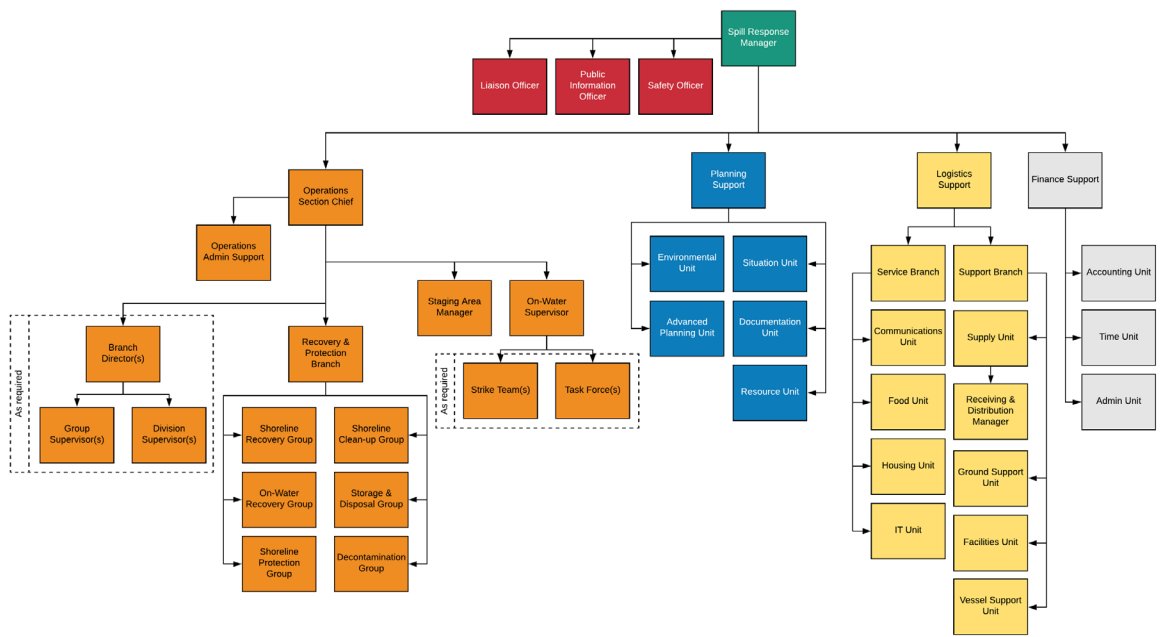 Spill Response
Manager
Liaison Officer
Public
Information
Officer
Safety Officer
Operations
Section Chief
Operations
Admin Support
Staging Area
Manager
On-Water
Supervisor
As required
Branch
Director(s)
Group
Supervisor(s)
Division
Supervisor(s)
Recovery &
Protection
Branch
As required
Strike Team(s)
Task Force(s)
Shoreline
Recovery Group
Shoreline
Clean-up Group
On-Water
Recovery Group
Storage &
Disposal Group
Shoreline
Protection
Group
Decontamination
Group
Planning
Support
Environmental
Unit
Situation Unit
Advanced
Planning Unit
Documentation
Unit
Resource Unit
Logistics
Support
Service Branch
Support Branch
Communications
Unit
Supply Unit
Food Unit
Receiving &
Distribution
Manager
Housing Unit
Ground Support
Unit
IT Unit
Facilities Unit
Vessel Support
Unit
Finance Support
Accounting Unit
Time Unit
Admin Unit